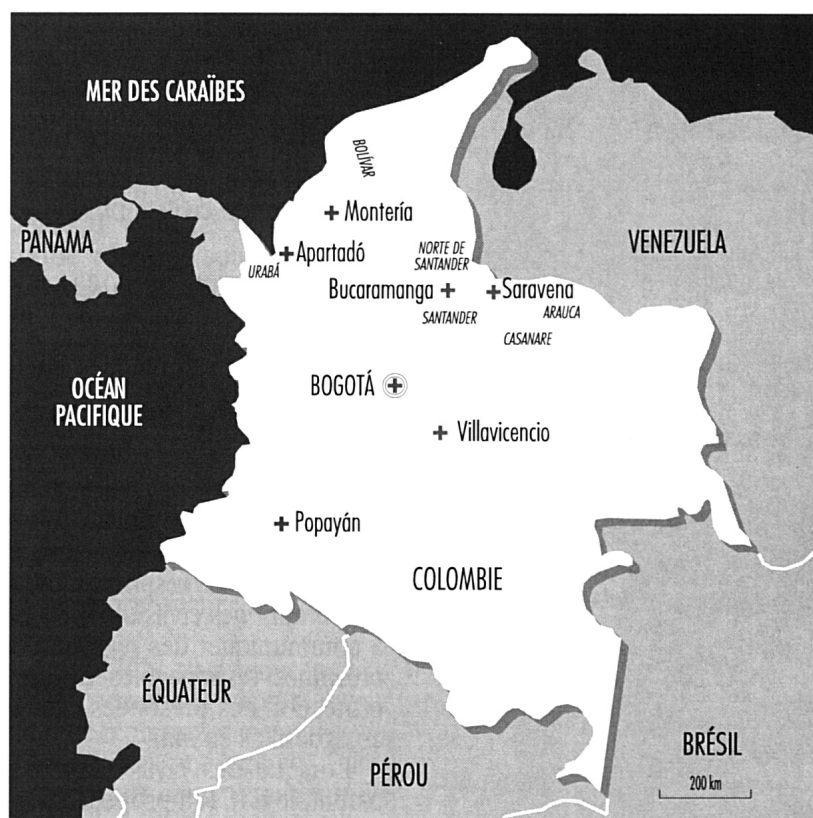 MER DES CARAÏBES
BOLÍVAR
Montería
PANAMA
Apartadó
NORTE DE
SANTANDER
VENEZUELA
URABÁ
Bucaramanga
Saravena
SANTANDER
ARAUCA
CASANARE
OCÉAN
PACIFIQUE
BOGOTÁ
Villavicencio
Popayán
COLOMBIE
ÉQUATEUR
PÉROU
BRÉSIL
200 km